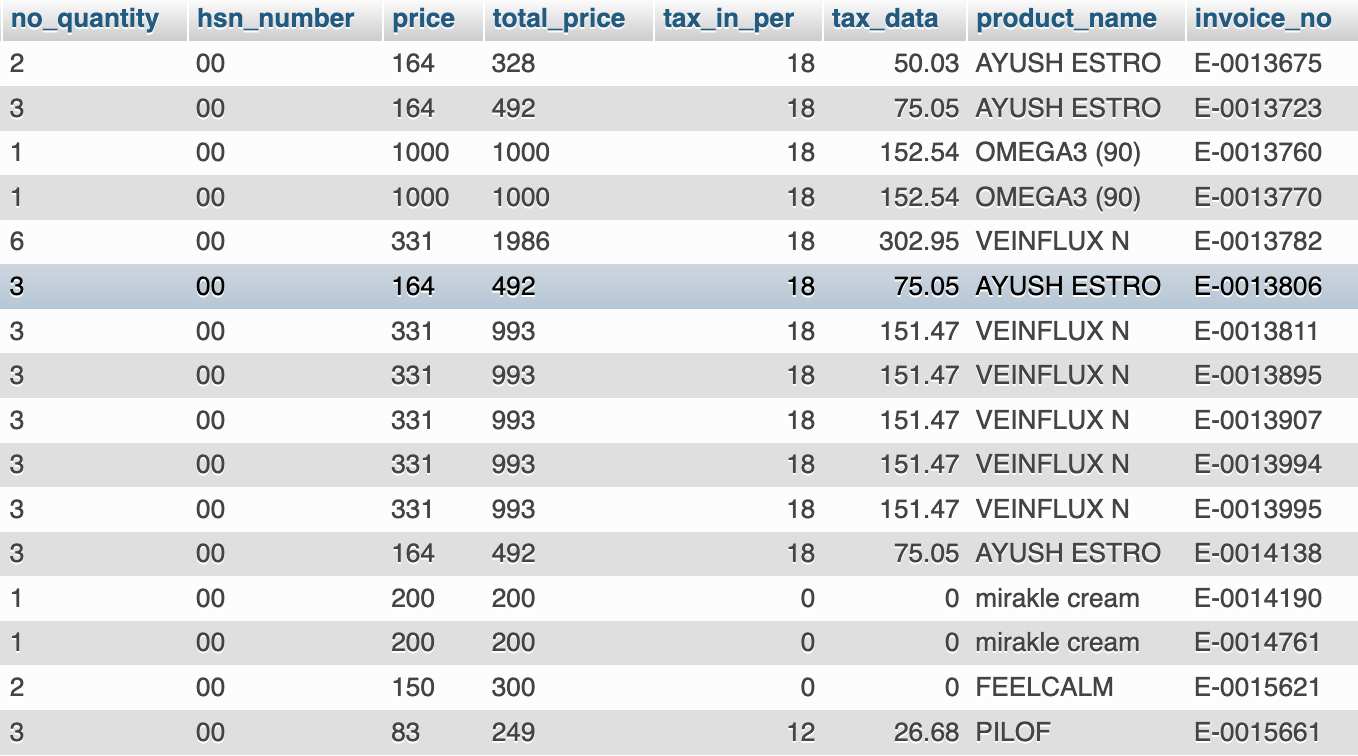 no_quantity hsn_number price total_price tax_in_per tax_data product_name invoice_no
2 00 164 328 18 50.03 AYUSH ESTRO E-0013675
3 00 164 492 18 75.05 AYUSH ESTRO E-0013723
1 00 1000 1000 18 152.54 OMEGA3 (90) E-0013760
1 00 1000 1000 18 152.54 OMEGA3 (90) E-0013770
6 00 331 1986 18 302.95 VEINFLUX N E-0013782
3 00 164 492 18 75.05 AYUSH ESTRO E-0013806
3 00 331 993 18 151.47 VEINFLUX N E-0013811
3 00 331 993 18 151.47 VEINFLUX N E-0013895
3 00 331 993 18 151.47 VEINFLUX N E-0013907
3 00 331 993 18 151.47 VEINFLUX N E-0013994
3 00 331 993 18 151.47 VEINFLUX N E-0013995
3 00 164 492 18 75.05 AYUSH ESTRO E-0014138
1 00 200 200 0 0 mirakle cream E-0014190
1 00 200 200 0 0 mirakle cream E-0014761
2 00 150 300 0 0 FEELCALM E-0015621
3 00 83 249 12 26.68 PILOF E-0015661